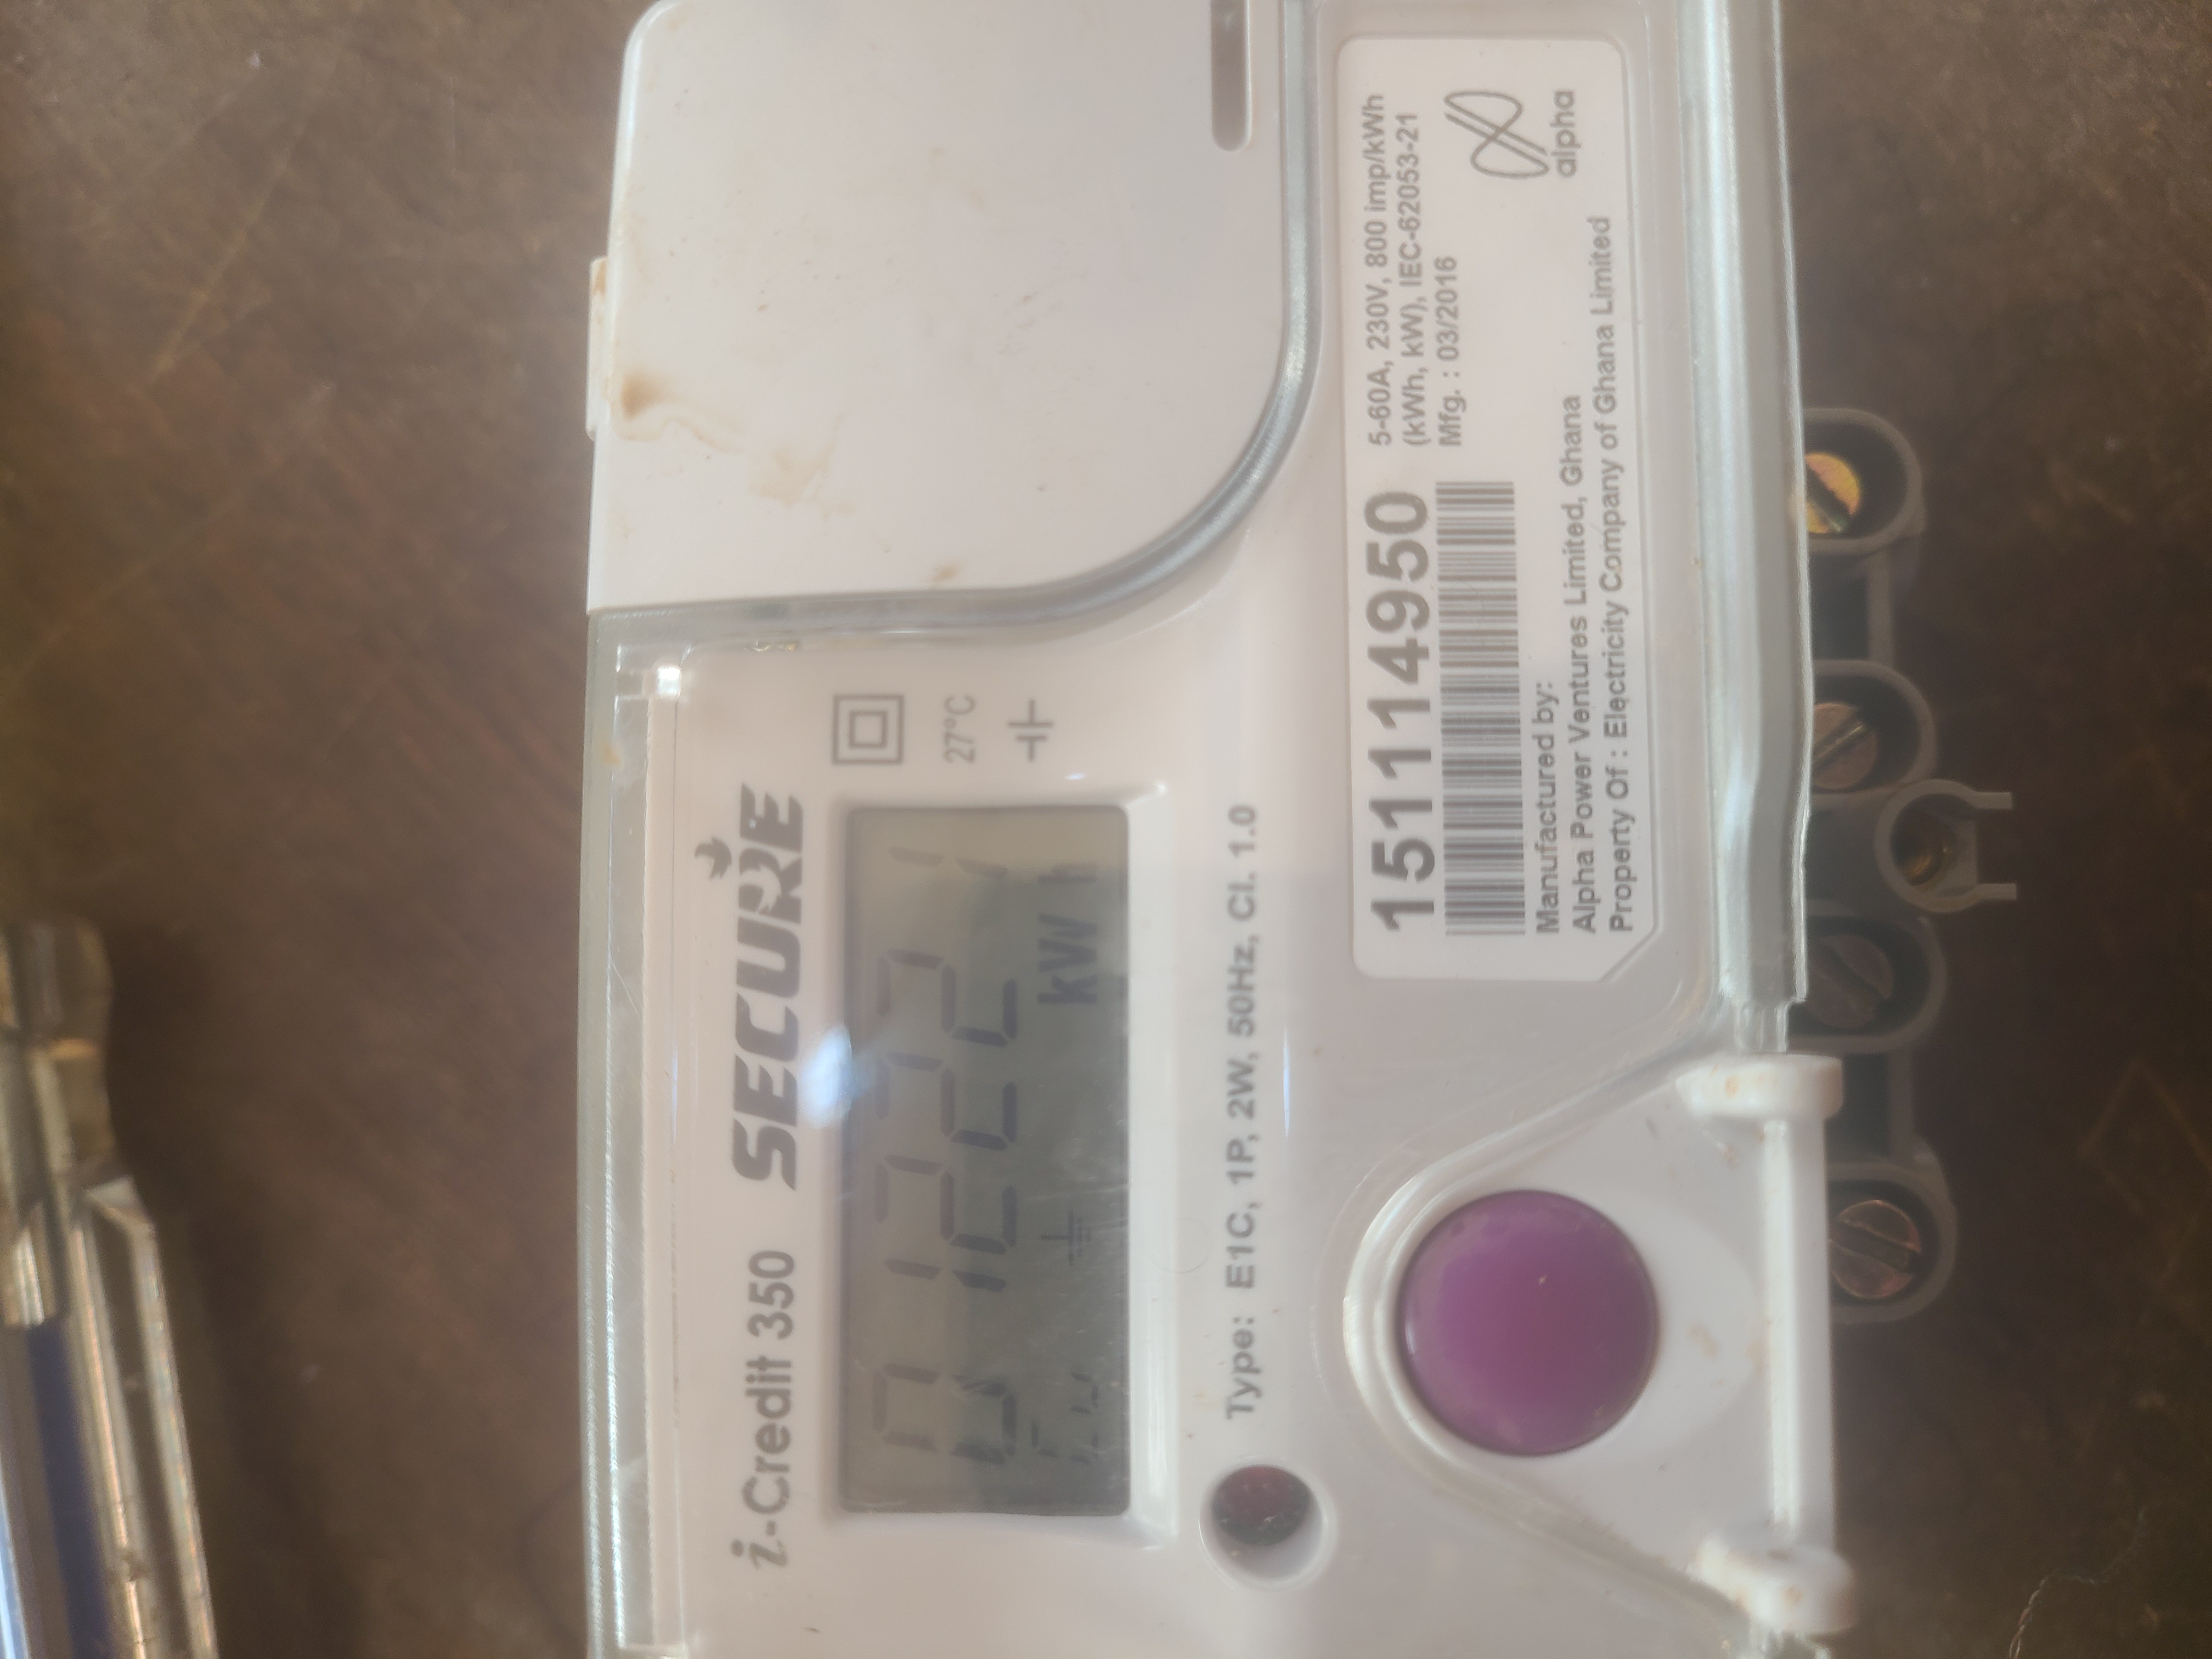 i-Credit 350 SECURE
012221
kW h
27°C
Type: E1C, 1P, 2W, 50Hz, Cl. 1.0
151114950
5-60A, 230V, 800 imp/kWh
(kWh, kW), IEC-62053-21
Mfg. : 03/2016
alpha
Manufactured by:
Alpha Power Ventures Limited, Ghana
Property Of : Electricity Company of Ghana Limited